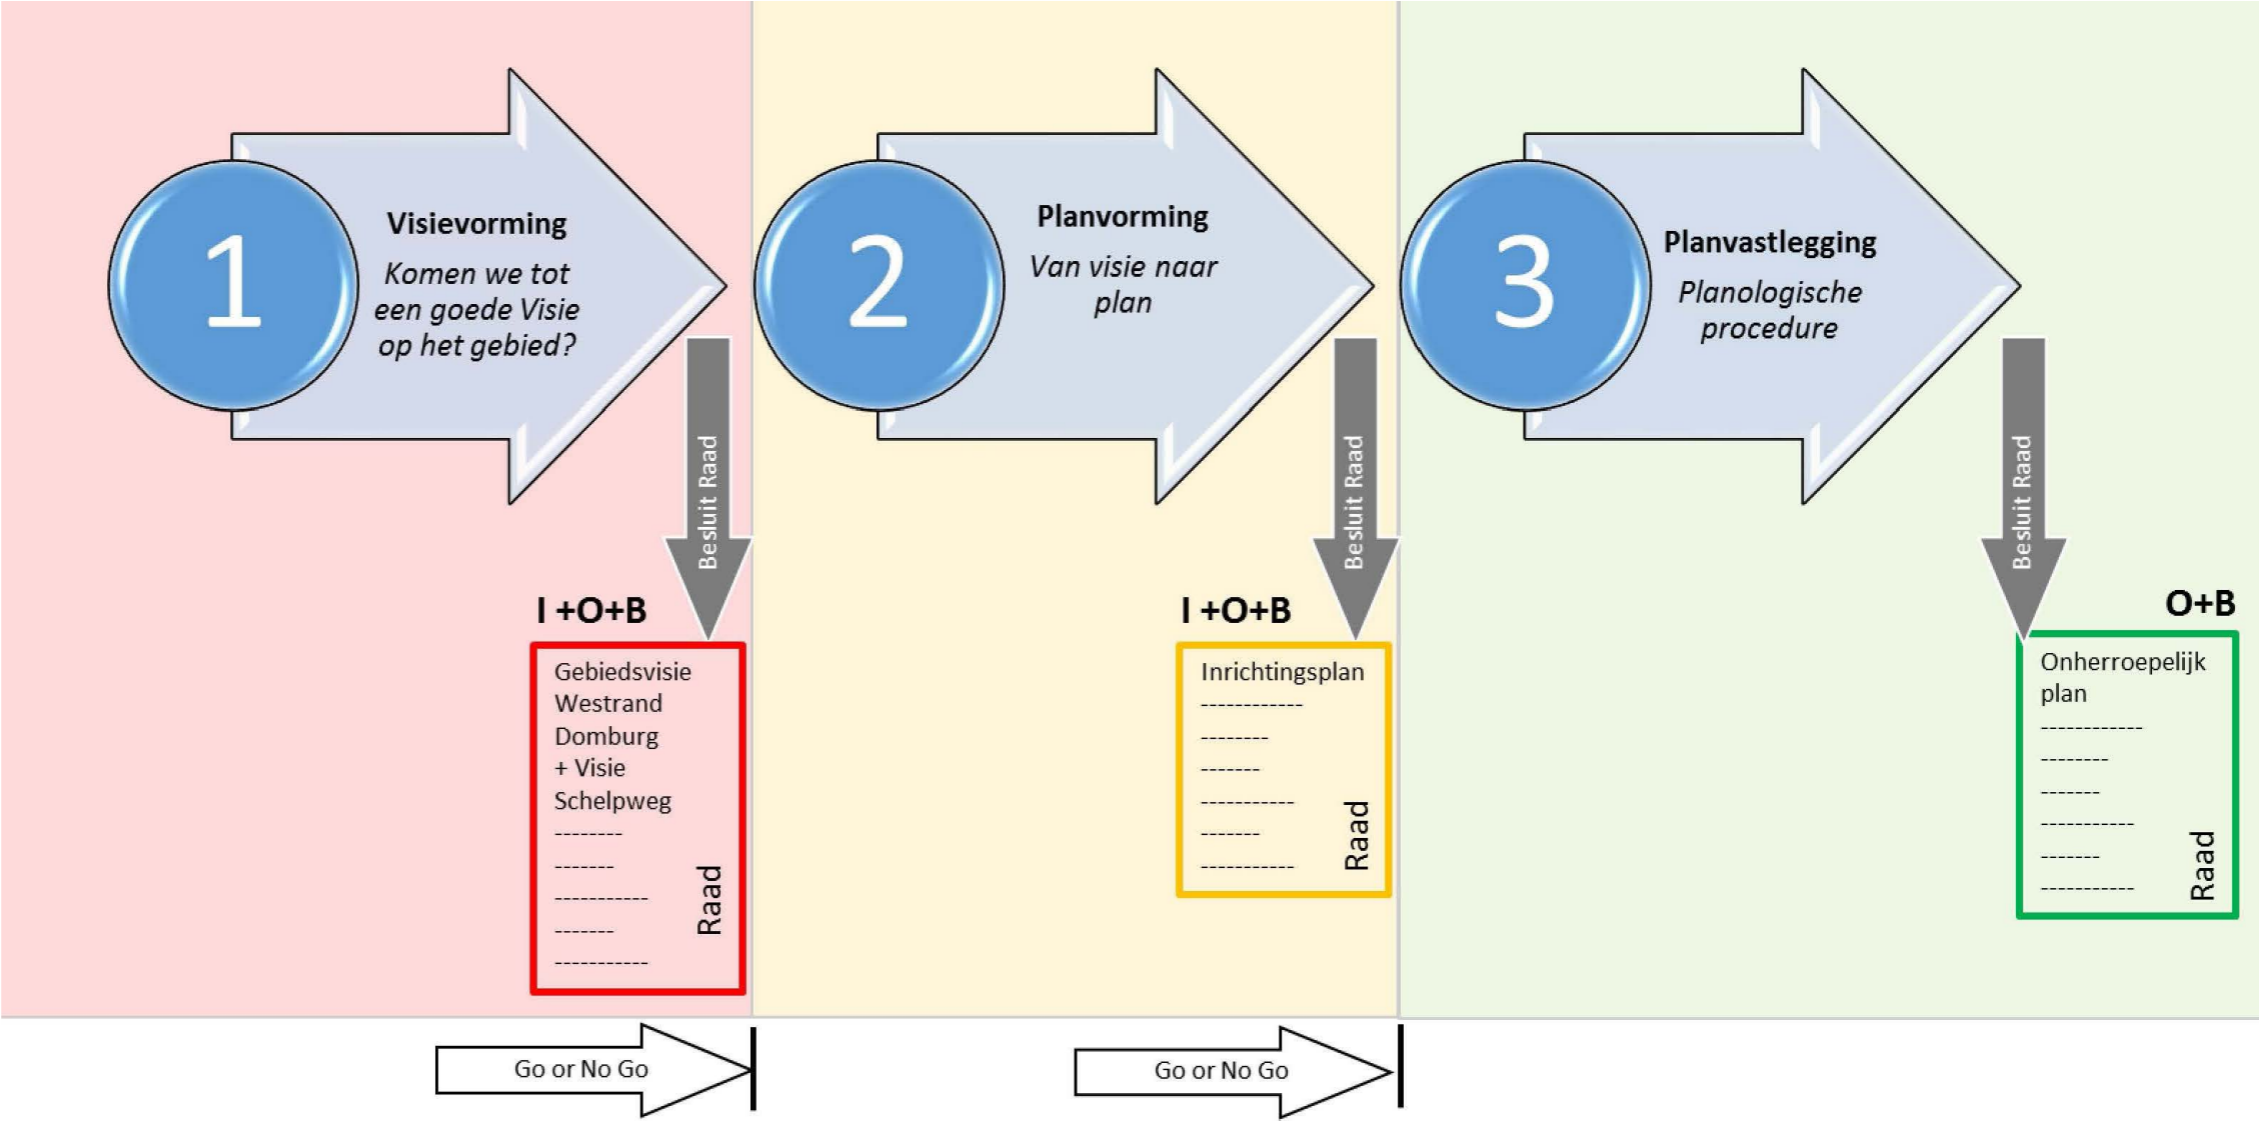 1
Visievorming
Komen we tot
een goede Visie
op het gebied?
Besluit Raad
I +O+B
Gebiedsvisie
Westrand
Domburg
+ Visie
Schelpweg
--------
-------
-----------
-------
-----------
Raad
Go or No Go
2
Planvorming
Van visie naar
plan
Besluit Raad
I +O+B
Inrichtingsplan
------------
--------
-------
-----------
-------
-----------
Raad
Go or No Go
3
Planvastlegging
Planologische
procedure
Besluit Raad
O+B
Onherroepelijk
plan
------------
--------
-------
-----------
-------
-----------
Raad